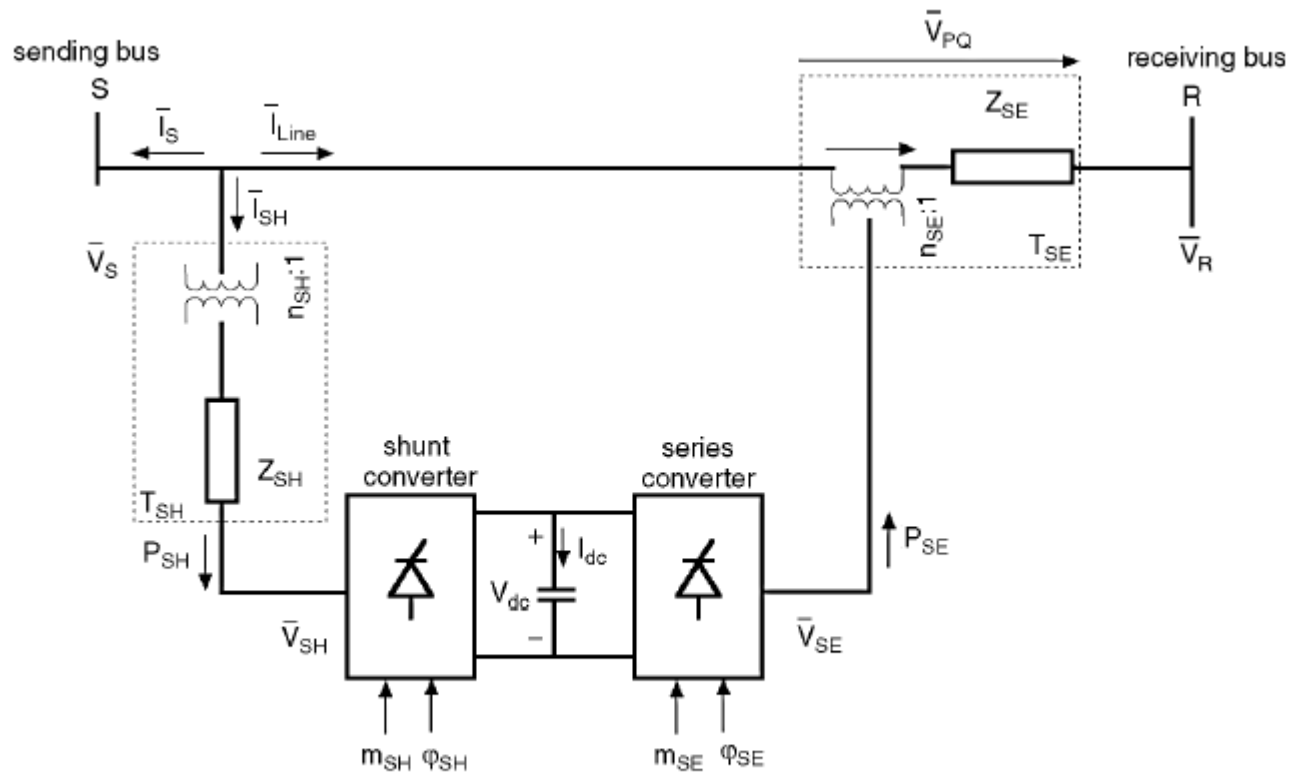 V̄PQ
sending bus
S
receiving bus
R
ĪS
ĪLine
ZSE
ĪSH
V̄S
nSH:1
nSE:1
TSE
V̄R
ZSH
TSH
shunt
converter
series
converter
PSH
+
Idc
Vdc
−
PSE
V̄SH
V̄SE
mSH
φSH
mSE
φSE